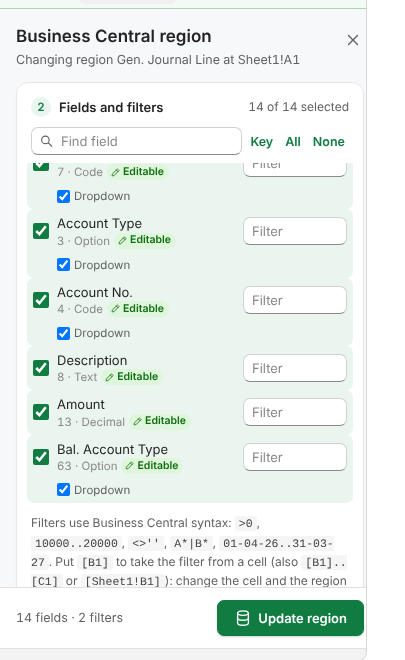 Business Central region
Changing region Gen. Journal Line at Sheet1!A1
2 Fields and filters 14 of 14 selected
Find field Key All None
7 · Code Editable Filter
Dropdown
Account Type
3 · Option Editable Filter
Dropdown
Account No.
4 · Code Editable Filter
Dropdown
Description
8 · Text Editable Filter
Amount
13 · Decimal Editable Filter
Bal. Account Type
63 · Option Editable Filter
Dropdown
Filters use Business Central syntax: >0 ,
10000..20000 , <>'' , A*|B* , 01-04-26..31-03-
27 . Put [B1] to take the filter from a cell (also [B1]..
[C1] or [Sheet1!B1] ): change the cell and the region
14 fields · 2 filters Update region